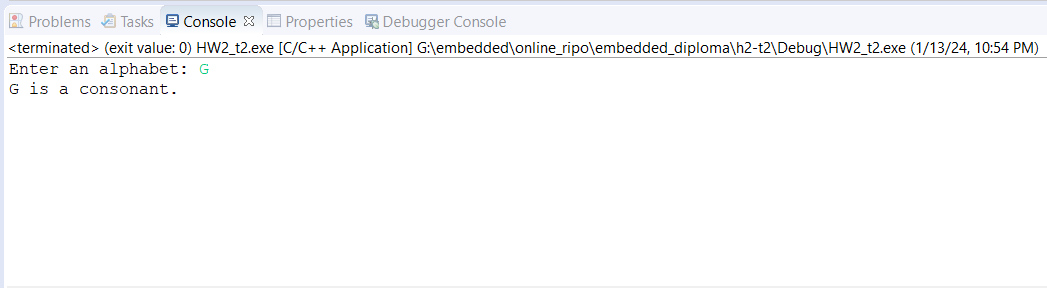 Problems Tasks Console Properties Debugger Console
<terminated> (exit value: 0) HW2_t2.exe [C/C++ Application] G:\embedded\online_ripo\embedded_diploma\h2-t2\Debug\HW2_t2.exe (1/13/24, 10:54 PM)
Enter an alphabet: G
G is a consonant.